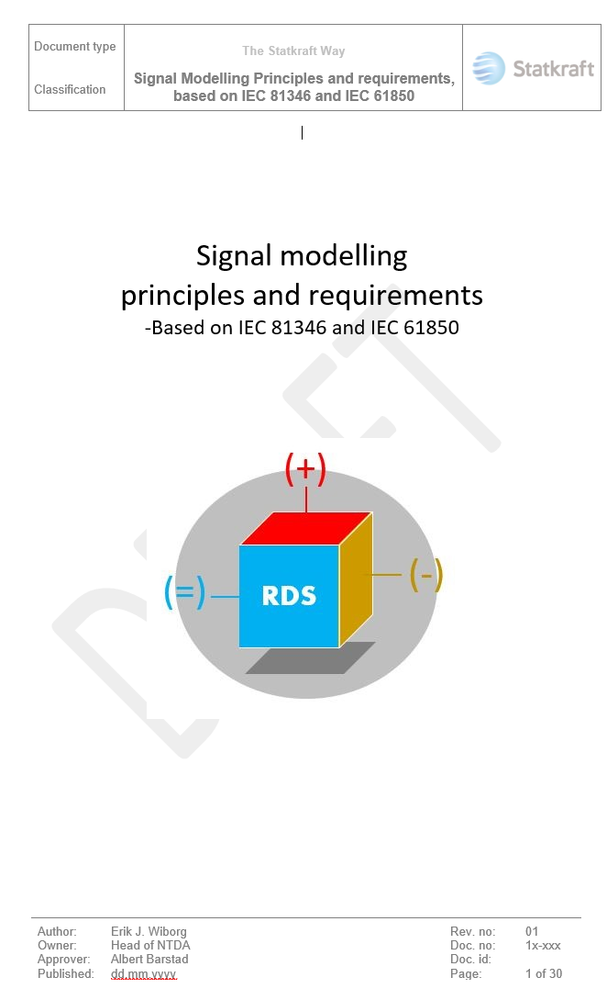 Document type
Classification
The Statkraft Way
Signal Modelling Principles and requirements,
based on IEC 81346 and IEC 61850
Statkraft
Signal modelling
principles and requirements
-Based on IEC 81346 and IEC 61850
DRAFT
(+)
(=)
RDS
(-)
Author: Erik J. Wiborg
Owner: Head of NTDA
Approver: Albert Barstad
Published: dd.mm.yyyy
Rev. no: 01
Doc. no: 1x-xxx
Doc. id:
Page: 1 of 30